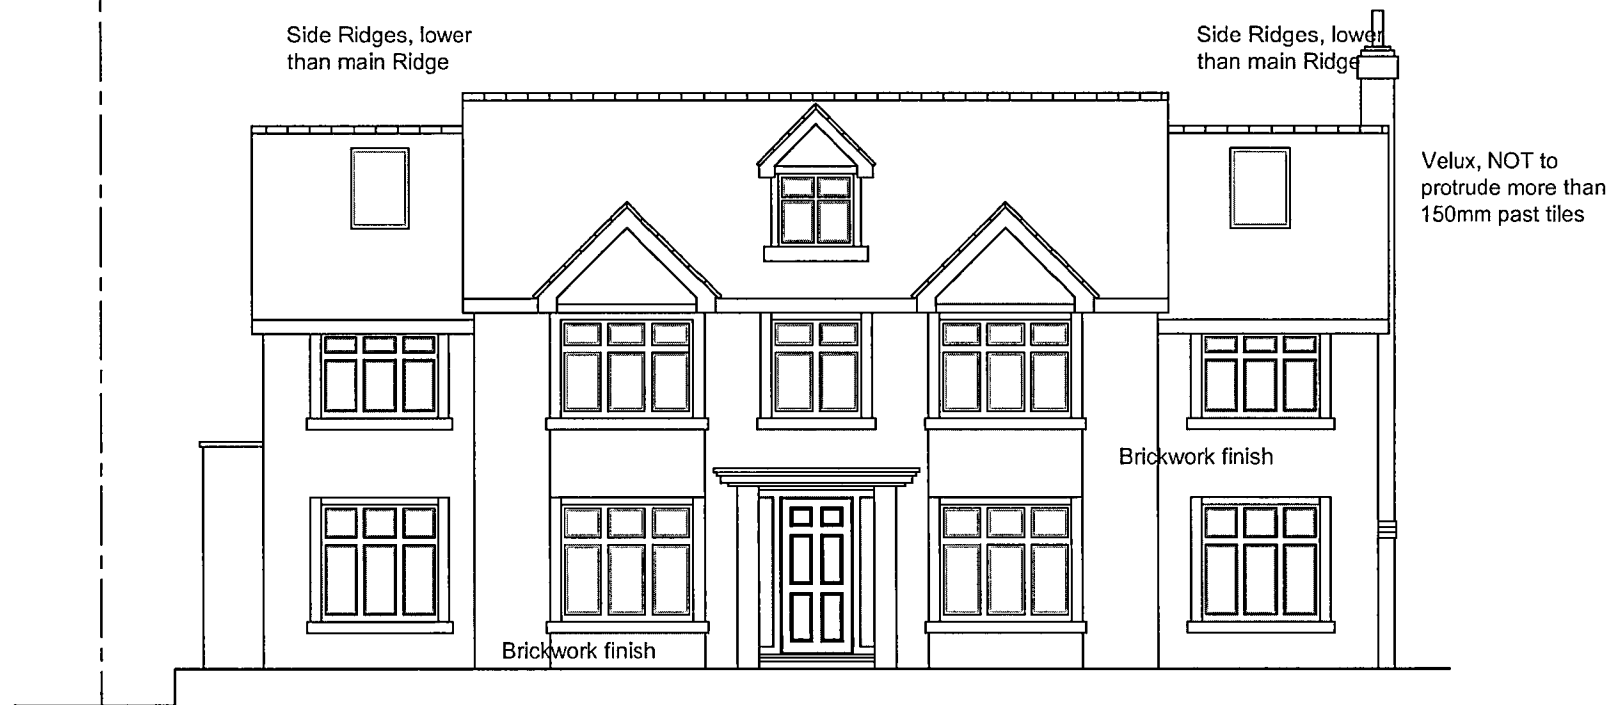 Side Ridges, lower
than main Ridge
Side Ridges, lower
than main Ridge
Velux, NOT to
protrude more than
150mm past tiles
Brickwork finish
Brickwork finish